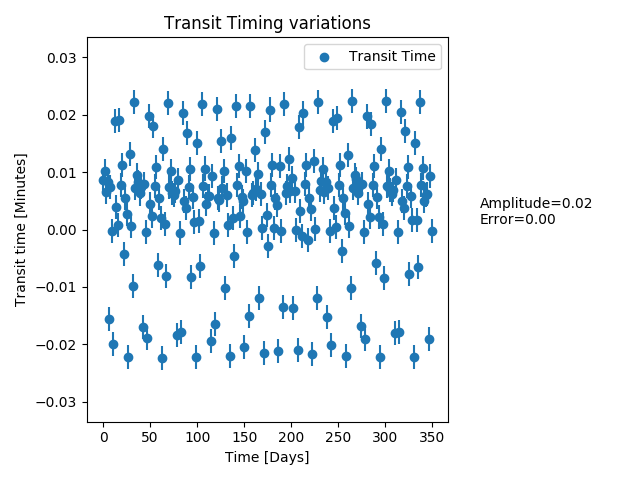 Transit Timing variations
Transit Time
Transit time [Minutes]
0.03
0.02
0.01
0.00
−0.01
−0.02
−0.03
0 50 100 150 200 250 300 350
Time [Days]
Amplitude=0.02
Error=0.00